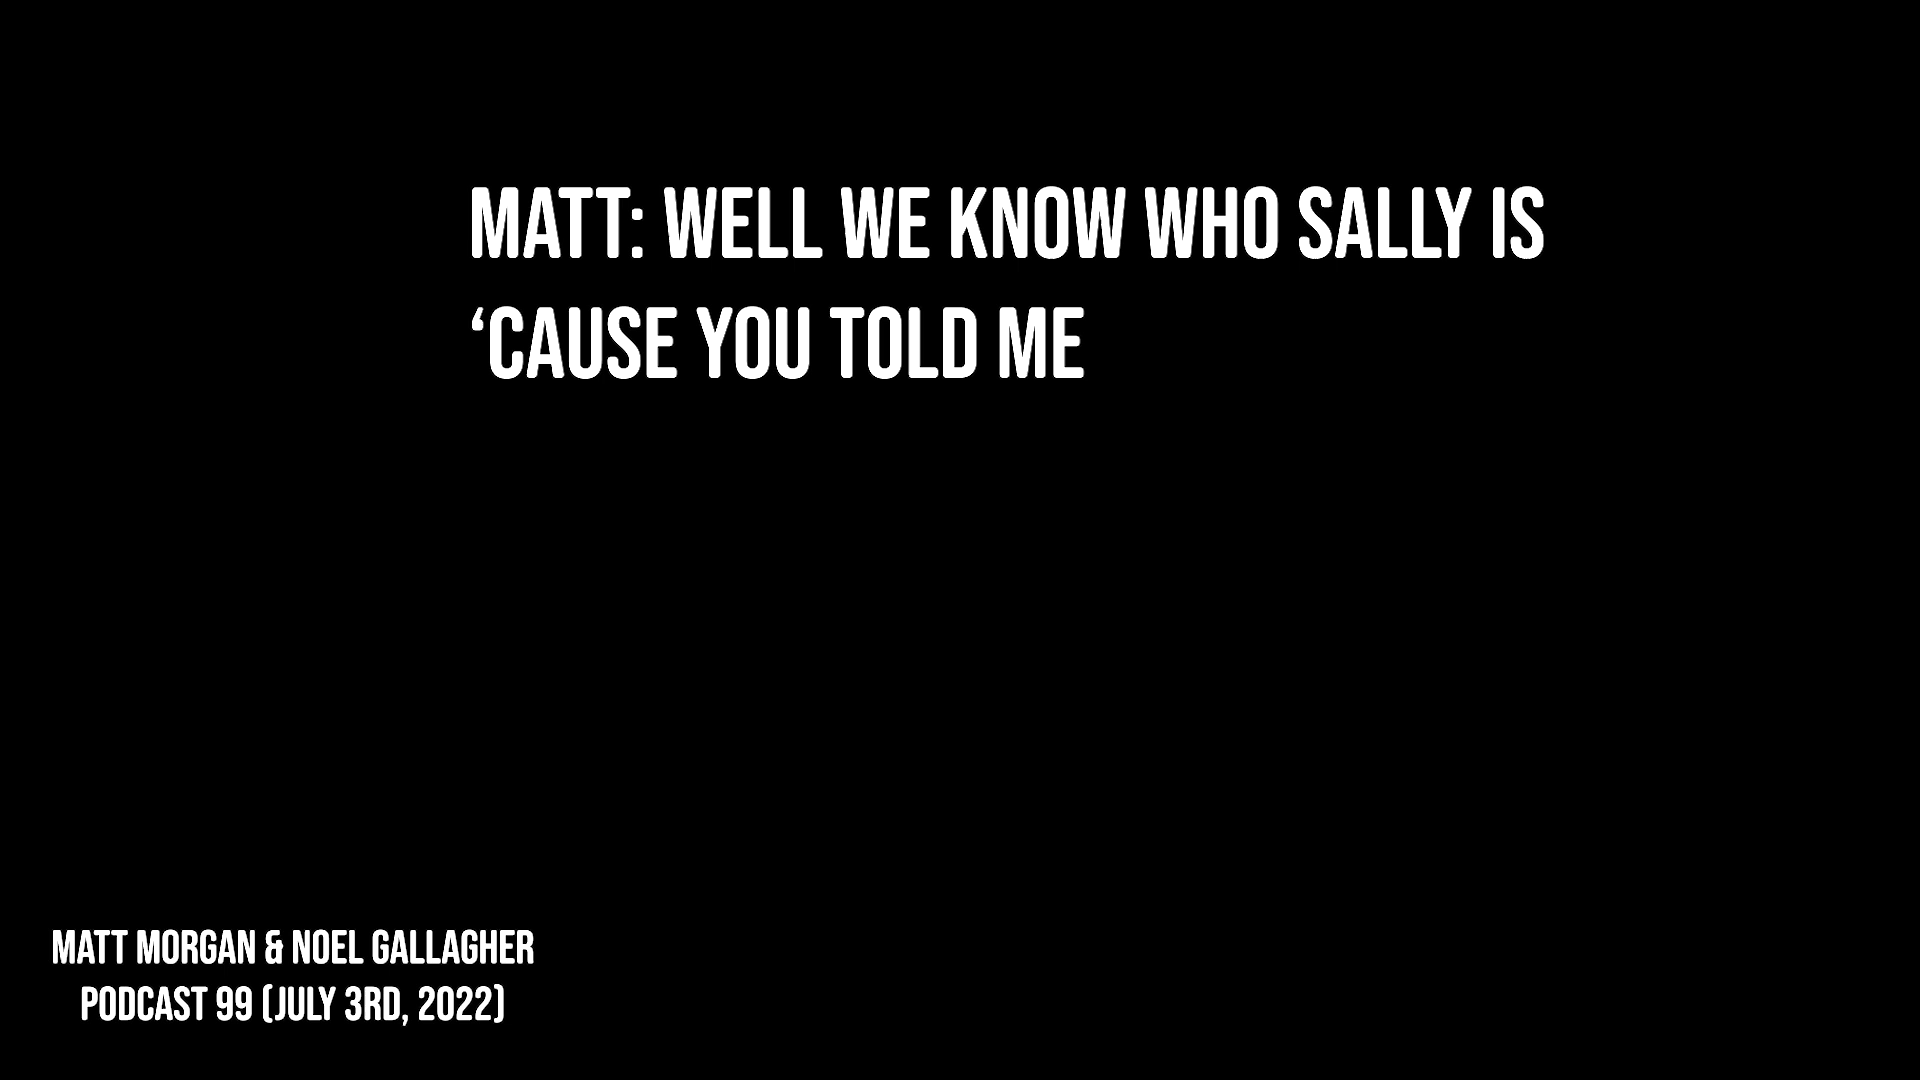 MATT: WELL WE KNOW WHO SALLY IS
‘CAUSE YOU TOLD ME
MATT MORGAN & NOEL GALLAGHER
PODCAST 99 (JULY 3RD, 2022)